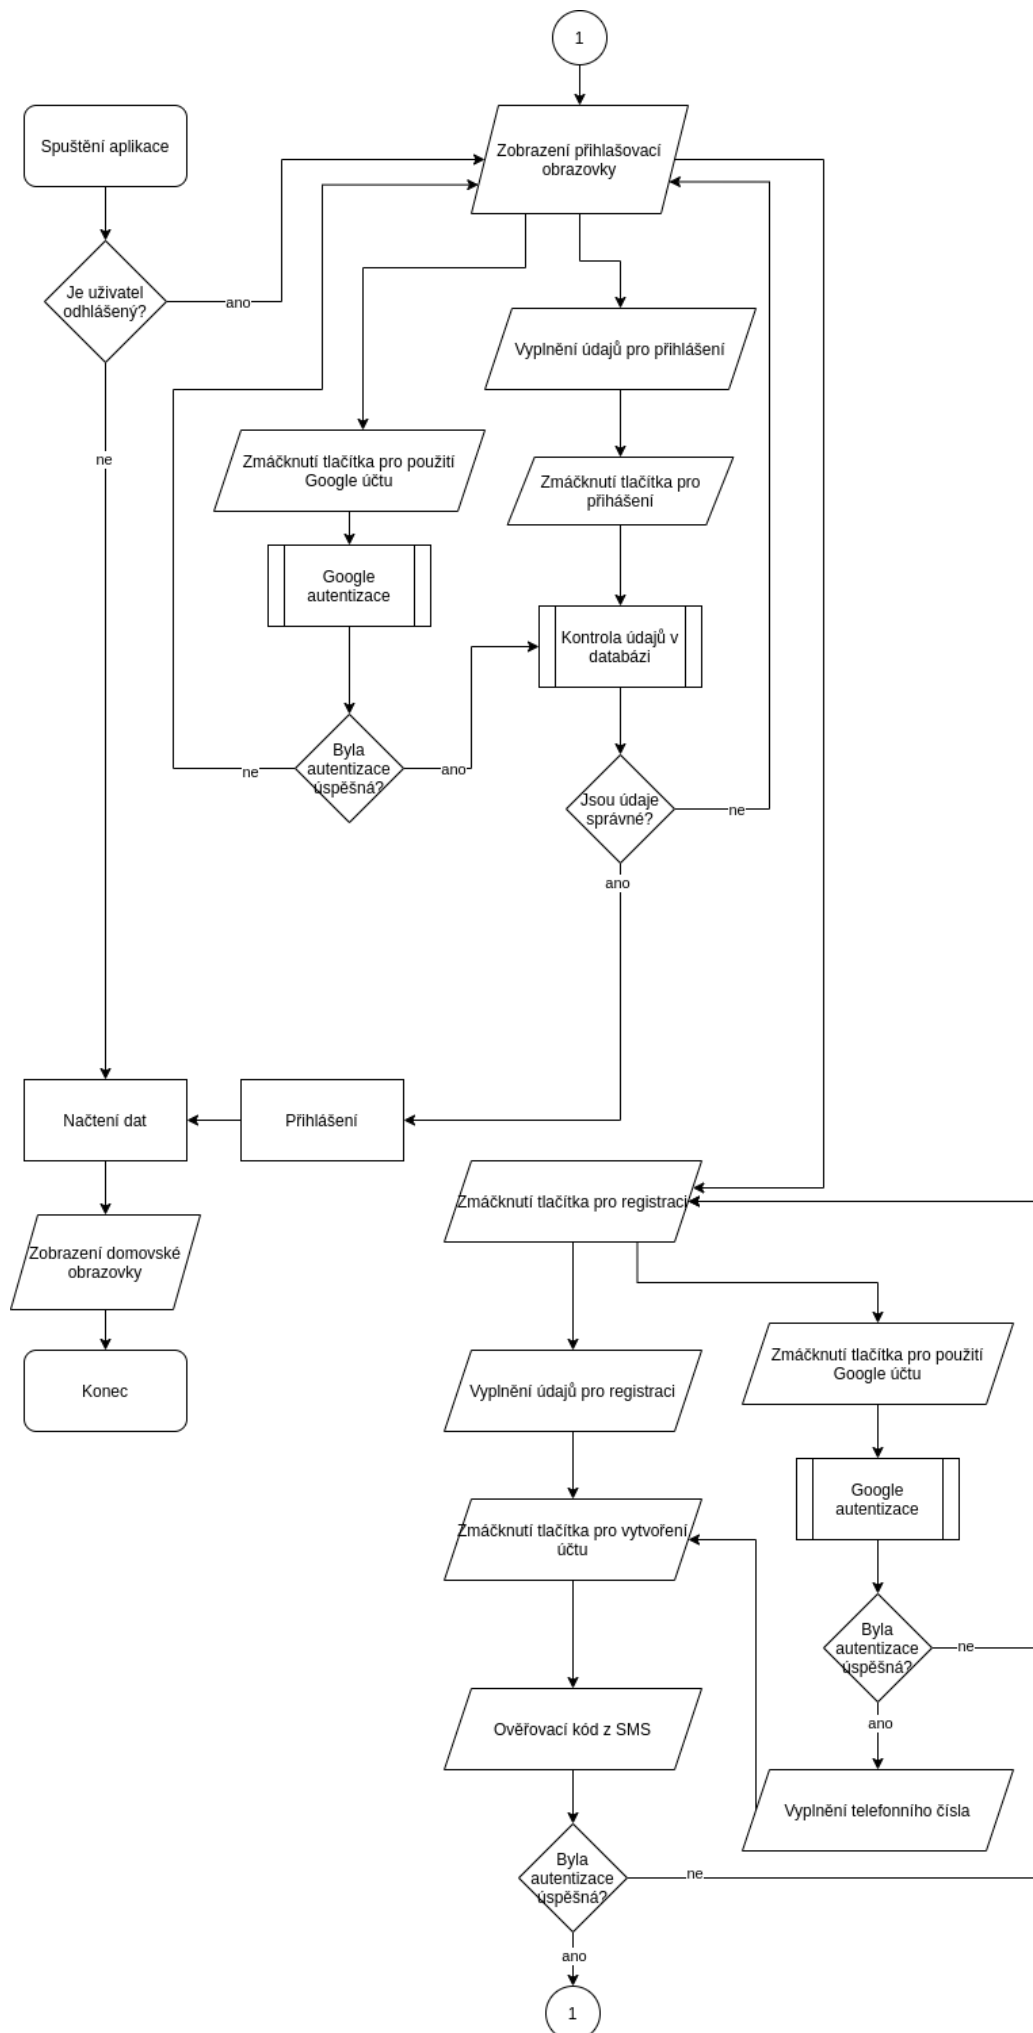 1
Spuštění aplikace
Zobrazení přihlašovací
obrazovky
Je uživatel
odhlášený?
ano
ne
Vyplnění údajů pro přihlášení
Zmáčknutí tlačítka pro použití
Google účtu
Zmáčknutí tlačítka pro
přihášení
Google
autentizace
Kontrola údajů v
databázi
Byla
autentizace
úspěšná?
ne
ano
Jsou údaje
správné?
ne
ano
Načtení dat
Přihlášení
Zmáčknutí tlačítka pro registraci
Zobrazení domovské
obrazovky
Konec
Vyplnění údajů pro registraci
Zmáčknutí tlačítka pro použití
Google účtu
Google
autentizace
Zmáčknutí tlačítka pro vytvoření
účtu
Byla
autentizace
úspěšná?
ne
ano
Ověřovací kód z SMS
Vyplnění telefonního čísla
Byla
autentizace
úspěšná?
ne
ano
1